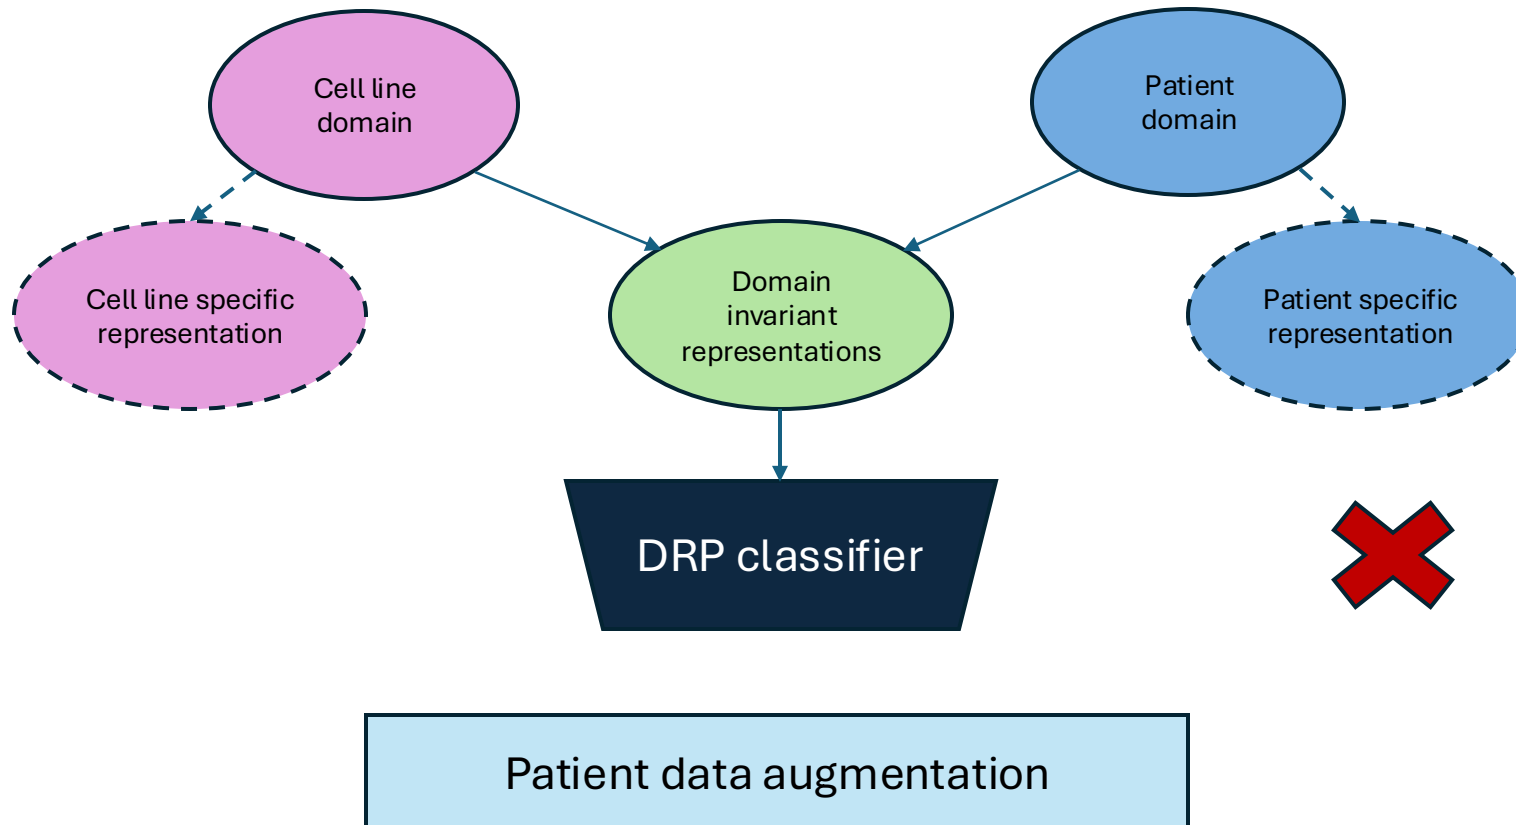 Cell line
domain
Patient
domain
Cell line specific
representation
Domain
invariant
representations
Patient specific
representation
DRP classifier
Patient data augmentation